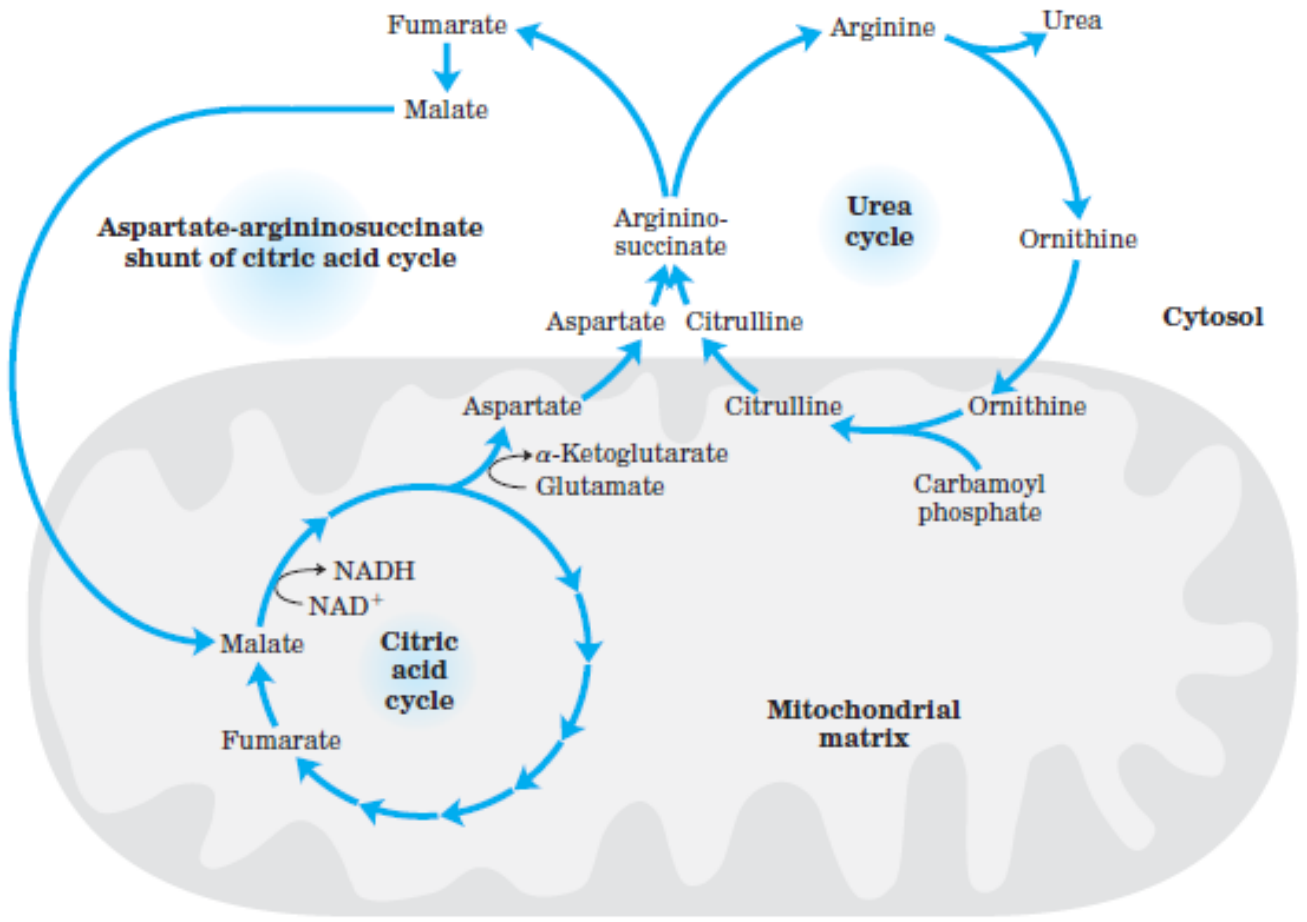 Fumarate
Arginine
Urea
Malate
Aspartate-argininosuccinate
shunt of citric acid cycle
Arginino-
succinate
Urea
cycle
Ornithine
Aspartate
Citrulline
Cytosol
Aspartate
Citrulline
Ornithine
α-Ketoglutarate
Glutamate
Carbamoyl
phosphate
NADH
NAD⁺
Malate
Citric
acid
cycle
Fumarate
Mitochondrial
matrix